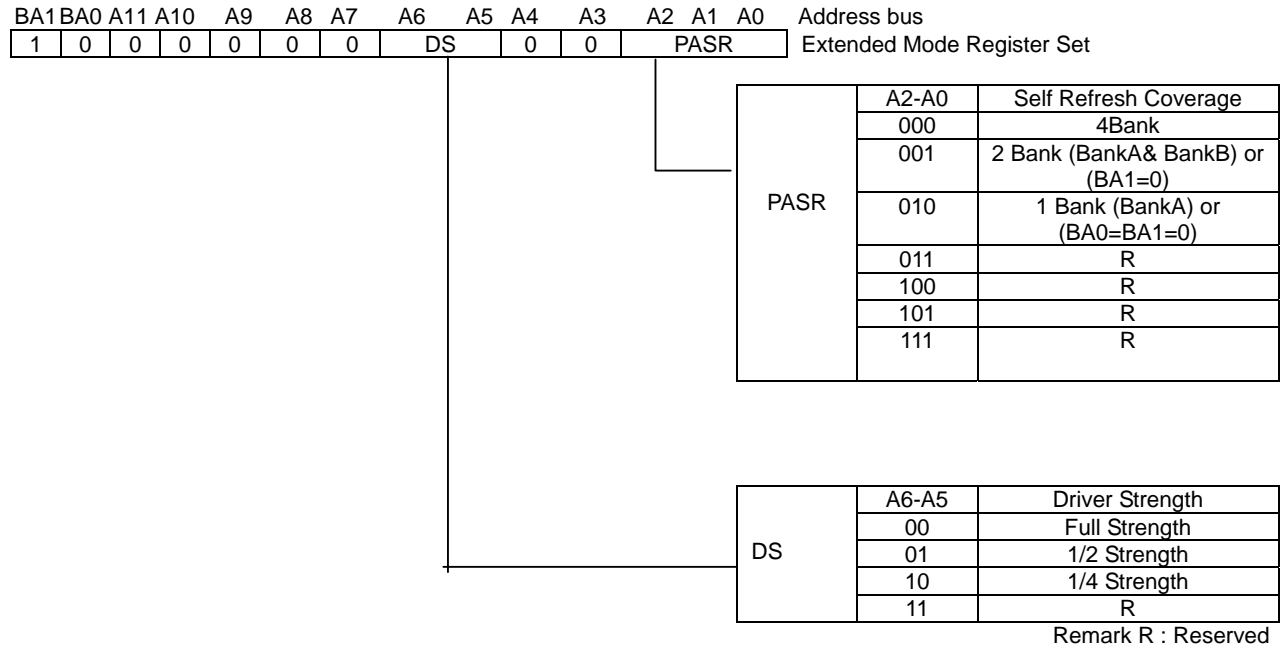 BA1 BA0 A11 A10 A9 A8 A7 A6 A5 A4 A3 A2 A1 A0 Address bus
1 0 0 0 0 0 0 DS 0 0 PASR Extended Mode Register Set
A2-A0 Self Refresh Coverage
000 4Bank
001 2 Bank (BankA& BankB) or
(BA1=0)
PASR 010 1 Bank (BankA) or
(BA0=BA1=0)
011 R
100 R
101 R
111 R
A6-A5 Driver Strength
00 Full Strength
DS 01 1/2 Strength
10 1/4 Strength
11 R
Remark R : Reserved